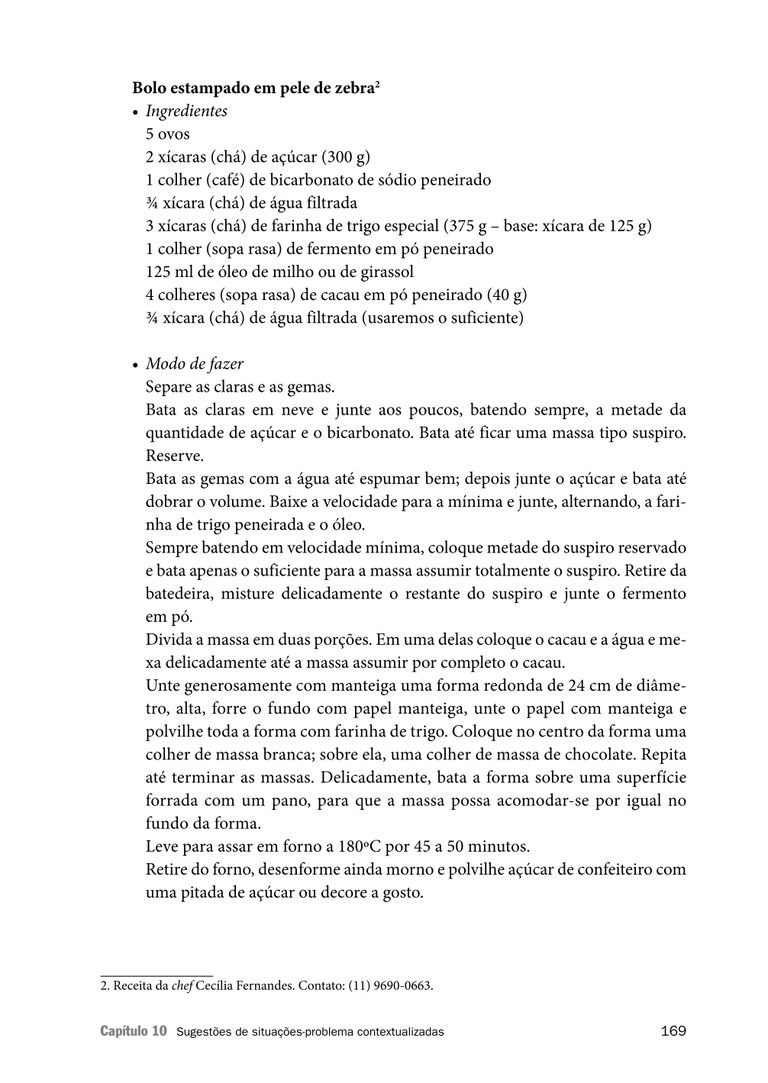 Bolo estampado em pele de zebra²
• Ingredientes
5 ovos
2 xícaras (chá) de açúcar (300 g)
1 colher (café) de bicarbonato de sódio peneirado
¾ xícara (chá) de água filtrada
3 xícaras (chá) de farinha de trigo especial (375 g – base: xícara de 125 g)
1 colher (sopa rasa) de fermento em pó peneirado
125 ml de óleo de milho ou de girassol
4 colheres (sopa rasa) de cacau em pó peneirado (40 g)
¾ xícara (chá) de água filtrada (usaremos o suficiente)
• Modo de fazer
Separe as claras e as gemas.
Bata as claras em neve e junte aos poucos, batendo sempre, a metade da
quantidade de açúcar e o bicarbonato. Bata até ficar uma massa tipo suspiro.
Reserve.
Bata as gemas com a água até espumar bem; depois junte o açúcar e bata até
dobrar o volume. Baixe a velocidade para a mínima e junte, alternando, a fari-
nha de trigo peneirada e o óleo.
Sempre batendo em velocidade mínima, coloque metade do suspiro reservado
e bata apenas o suficiente para a massa assumir totalmente o suspiro. Retire da
batedeira, misture delicadamente o restante do suspiro e junte o fermento
em pó.
Divida a massa em duas porções. Em uma delas coloque o cacau e a água e me-
xa delicadamente até a massa assumir por completo o cacau.
Unte generosamente com manteiga uma forma redonda de 24 cm de diâme-
tro, alta, forre o fundo com papel manteiga, unte o papel com manteiga e
polvilhe toda a forma com farinha de trigo. Coloque no centro da forma uma
colher de massa branca; sobre ela, uma colher de massa de chocolate. Repita
até terminar as massas. Delicadamente, bata a forma sobre uma superfície
forrada com um pano, para que a massa possa acomodar-se por igual no
fundo da forma.
Leve para assar em forno a 180ºC por 45 a 50 minutos.
Retire do forno, desenforme ainda morno e polvilhe açúcar de confeiteiro com
uma pitada de açúcar ou decore a gosto.
2. Receita da chef Cecília Fernandes. Contato: (11) 9690-0663.
Capítulo 10 Sugestões de situações-problema contextualizadas 169